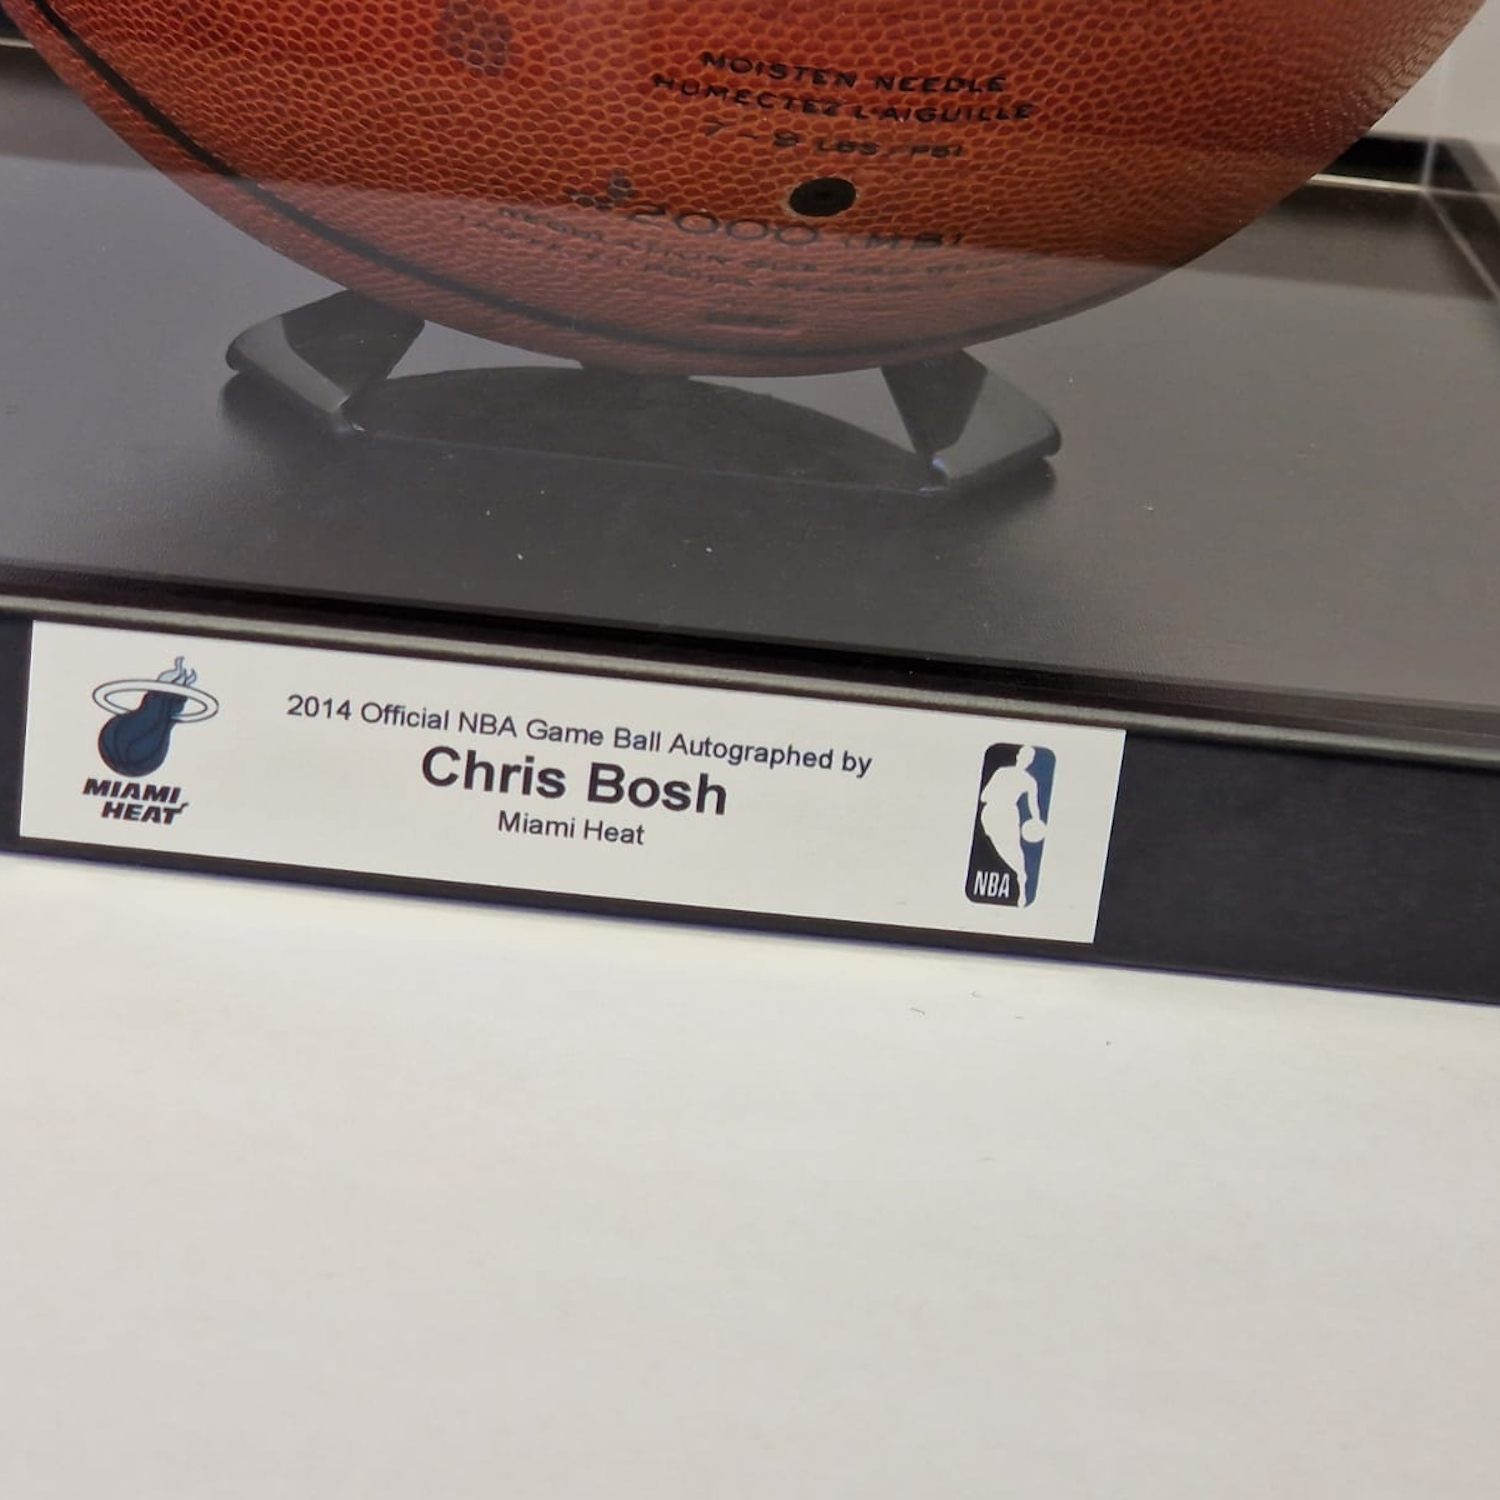 MOISTEN NEEDLE
HUMECTEZ L'AIGUILLE
7-9 LBS/PSI
2000 (MB)
MIAMI
HEAT
2014 Official NBA Game Ball Autographed by
Chris Bosh
Miami Heat
NBA